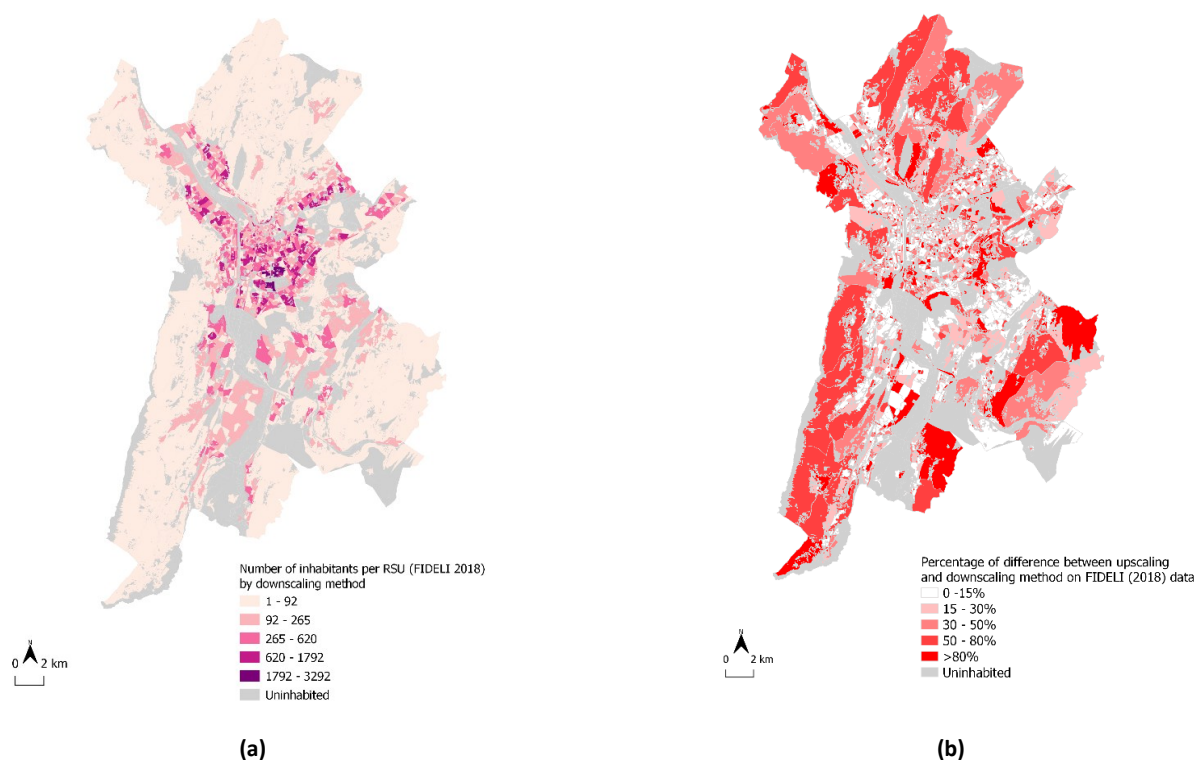 Number of inhabitants per RSU (FIDELI 2018)
by downscaling method
1 - 92
92 - 265
265 - 620
620 - 1792
1792 - 3292
Uninhabited
N
0 2 km
(a)
Percentage of difference between upscaling
and downscaling method on FIDELI (2018) data
0 -15%
15 - 30%
30 - 50%
50 - 80%
>80%
Uninhabited
N
0 2 km
(b)